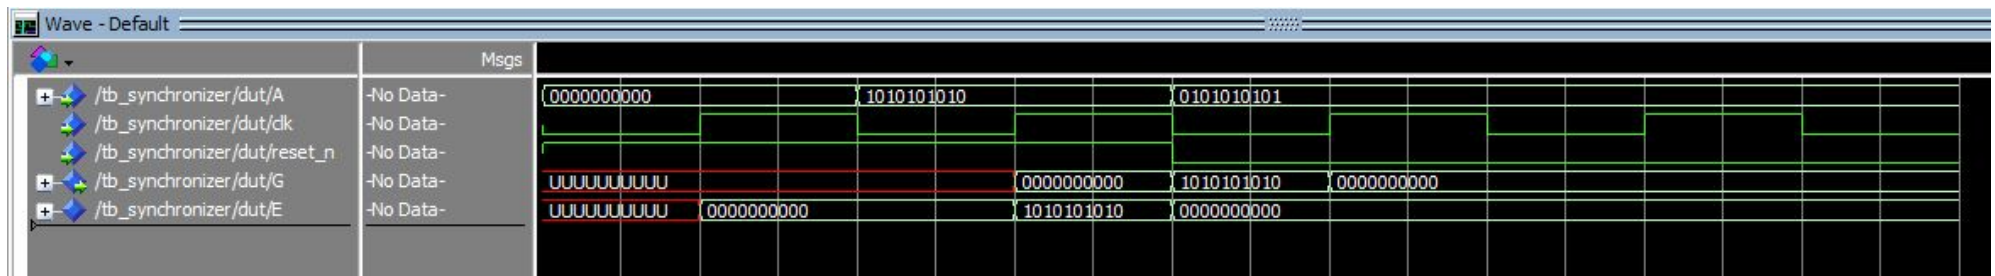 Wave - Default
Msgs
/tb_synchronizer/dut/A -No Data- 0000000000 1010101010 0101010101
/tb_synchronizer/dut/clk -No Data-
/tb_synchronizer/dut/reset_n -No Data-
/tb_synchronizer/dut/G -No Data- UUUUUUUUUU 0000000000 1010101010 0000000000
/tb_synchronizer/dut/E -No Data- UUUUUUUUUU 0000000000 1010101010 0000000000